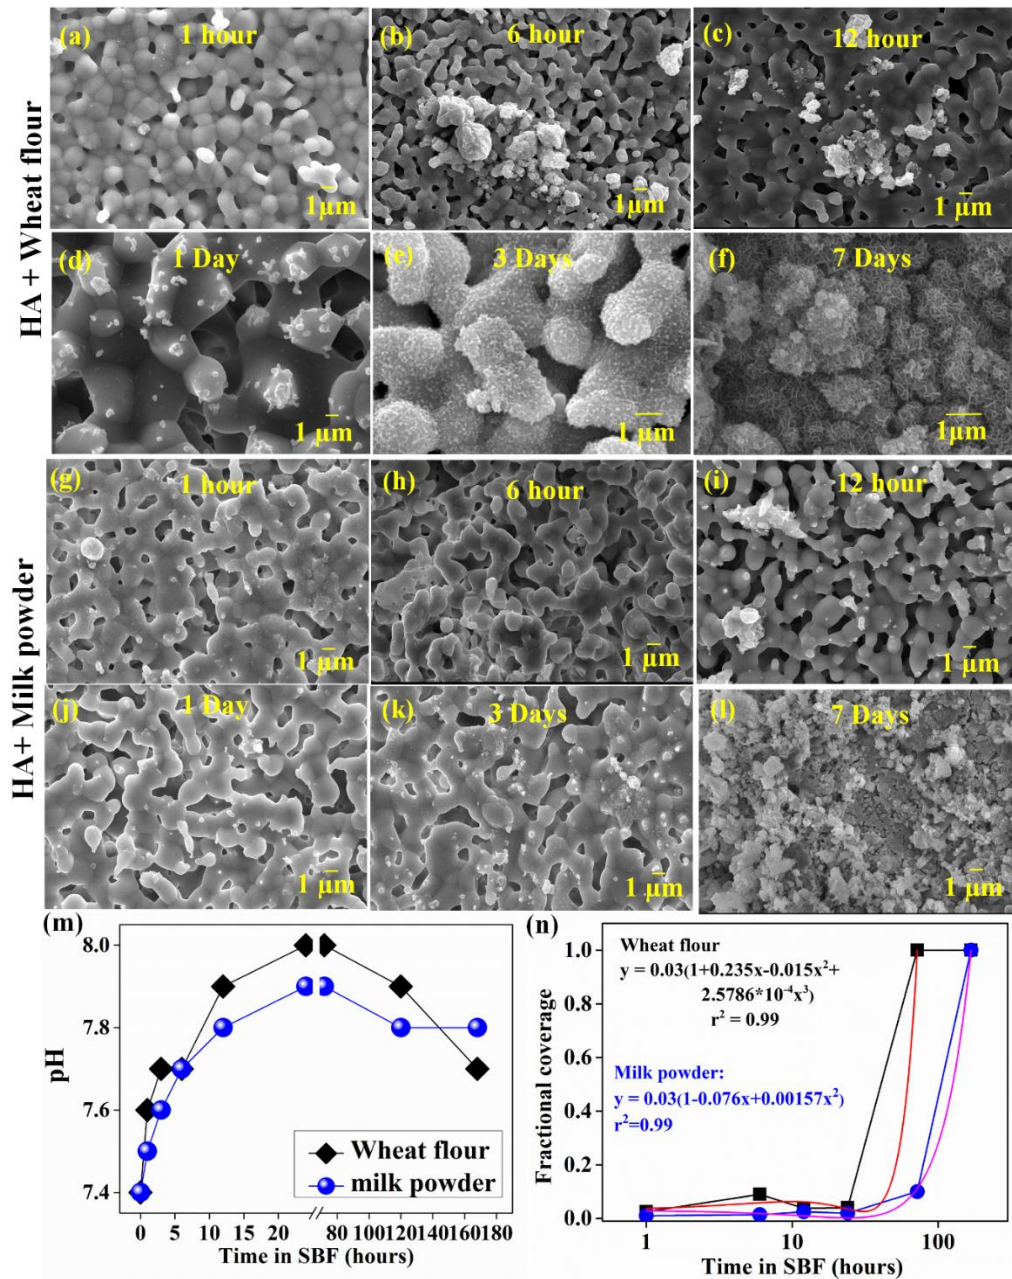 HA + Wheat flour
(a) 1 hour
1µm
(b) 6 hour
1 µm
(c) 12 hour
1 µm
(d) 1 Day
1 µm
(e) 3 Days
1 µm
(f) 7 Days
1µm
HA+ Milk powder
(g) 1 hour
1 µm
(h) 6 hour
1 µm
(i) 12 hour
1 µm
(j) 1 Day
1 µm
(k) 3 Days
1 µm
(l) 7 Days
1 µm
(m)
8.0
7.8
7.6
7.4
pH
Wheat flour
milk powder
0 5 10 15 20 80 100 120 140 160 180
Time in SBF (hours)
(n)
1.0
0.8
0.6
0.4
0.2
0.0
Fractional coverage
Wheat flour
y = 0.03(1+0.235x-0.015x²+
2.5786*10⁻⁴x³)
r² = 0.99
Milk powder:
y = 0.03(1-0.076x+0.00157x²)
r²=0.99
1 10 100
Time in SBF (hours)